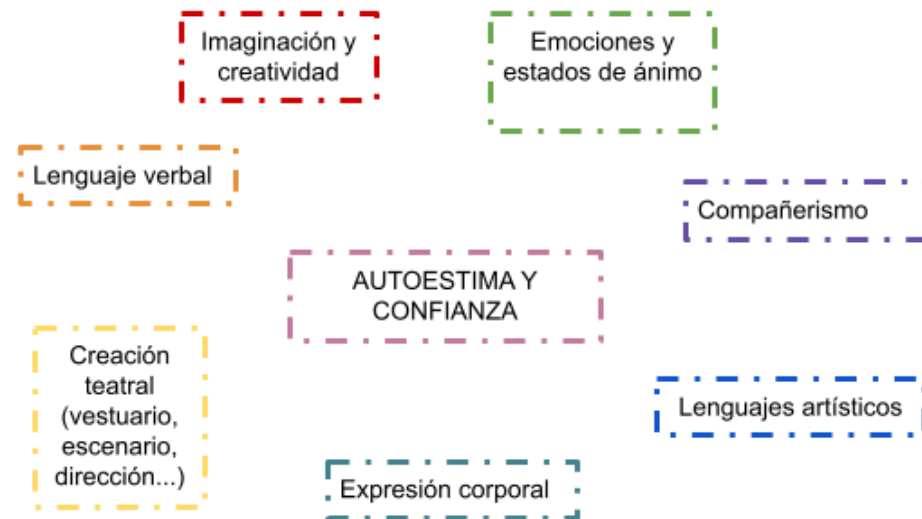 Imaginación y
creatividad
Emociones y
estados de ánimo
Lenguaje verbal
Compañerismo
AUTOESTIMA Y
CONFIANZA
Creación
teatral
(vestuario,
escenario,
dirección...)
Lenguajes artísticos
Expresión corporal